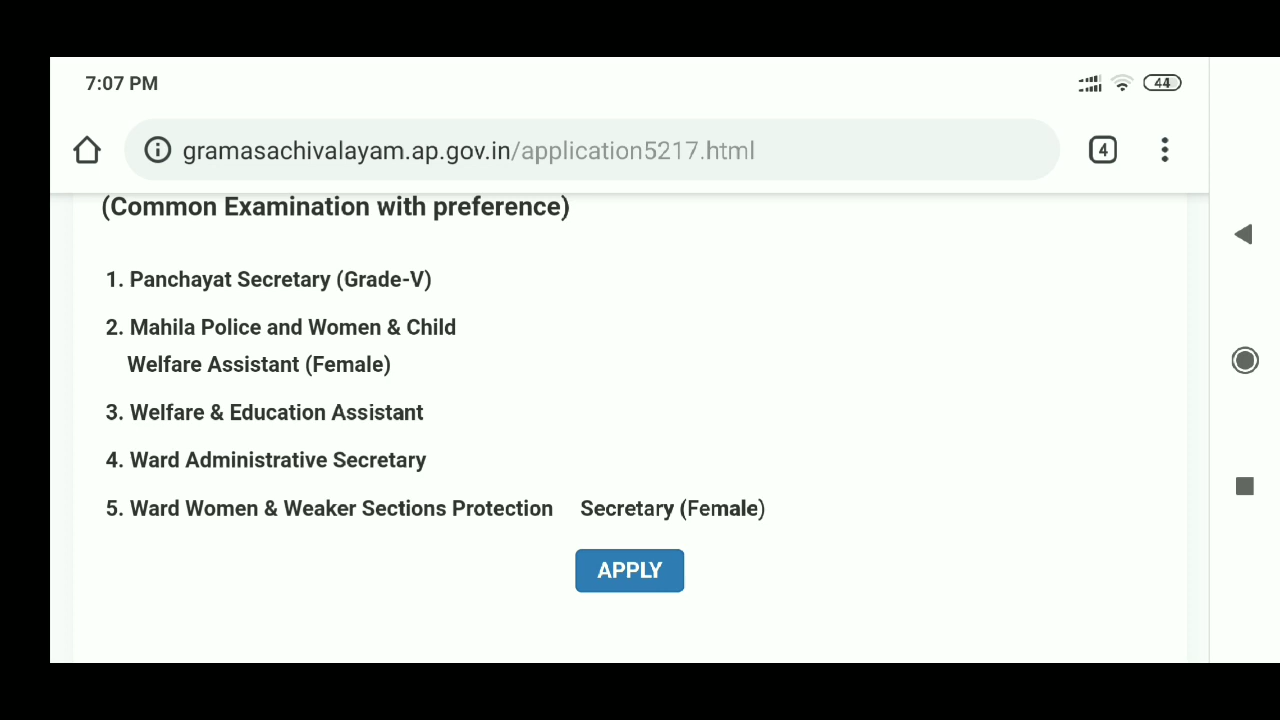 7:07 PM
44
gramasachivalayam.ap.gov.in/application5217.html
4
(Common Examination with preference)
1. Panchayat Secretary (Grade-V)
2. Mahila Police and Women & Child
Welfare Assistant (Female)
3. Welfare & Education Assistant
4. Ward Administrative Secretary
5. Ward Women & Weaker Sections Protection Secretary (Female)
APPLY